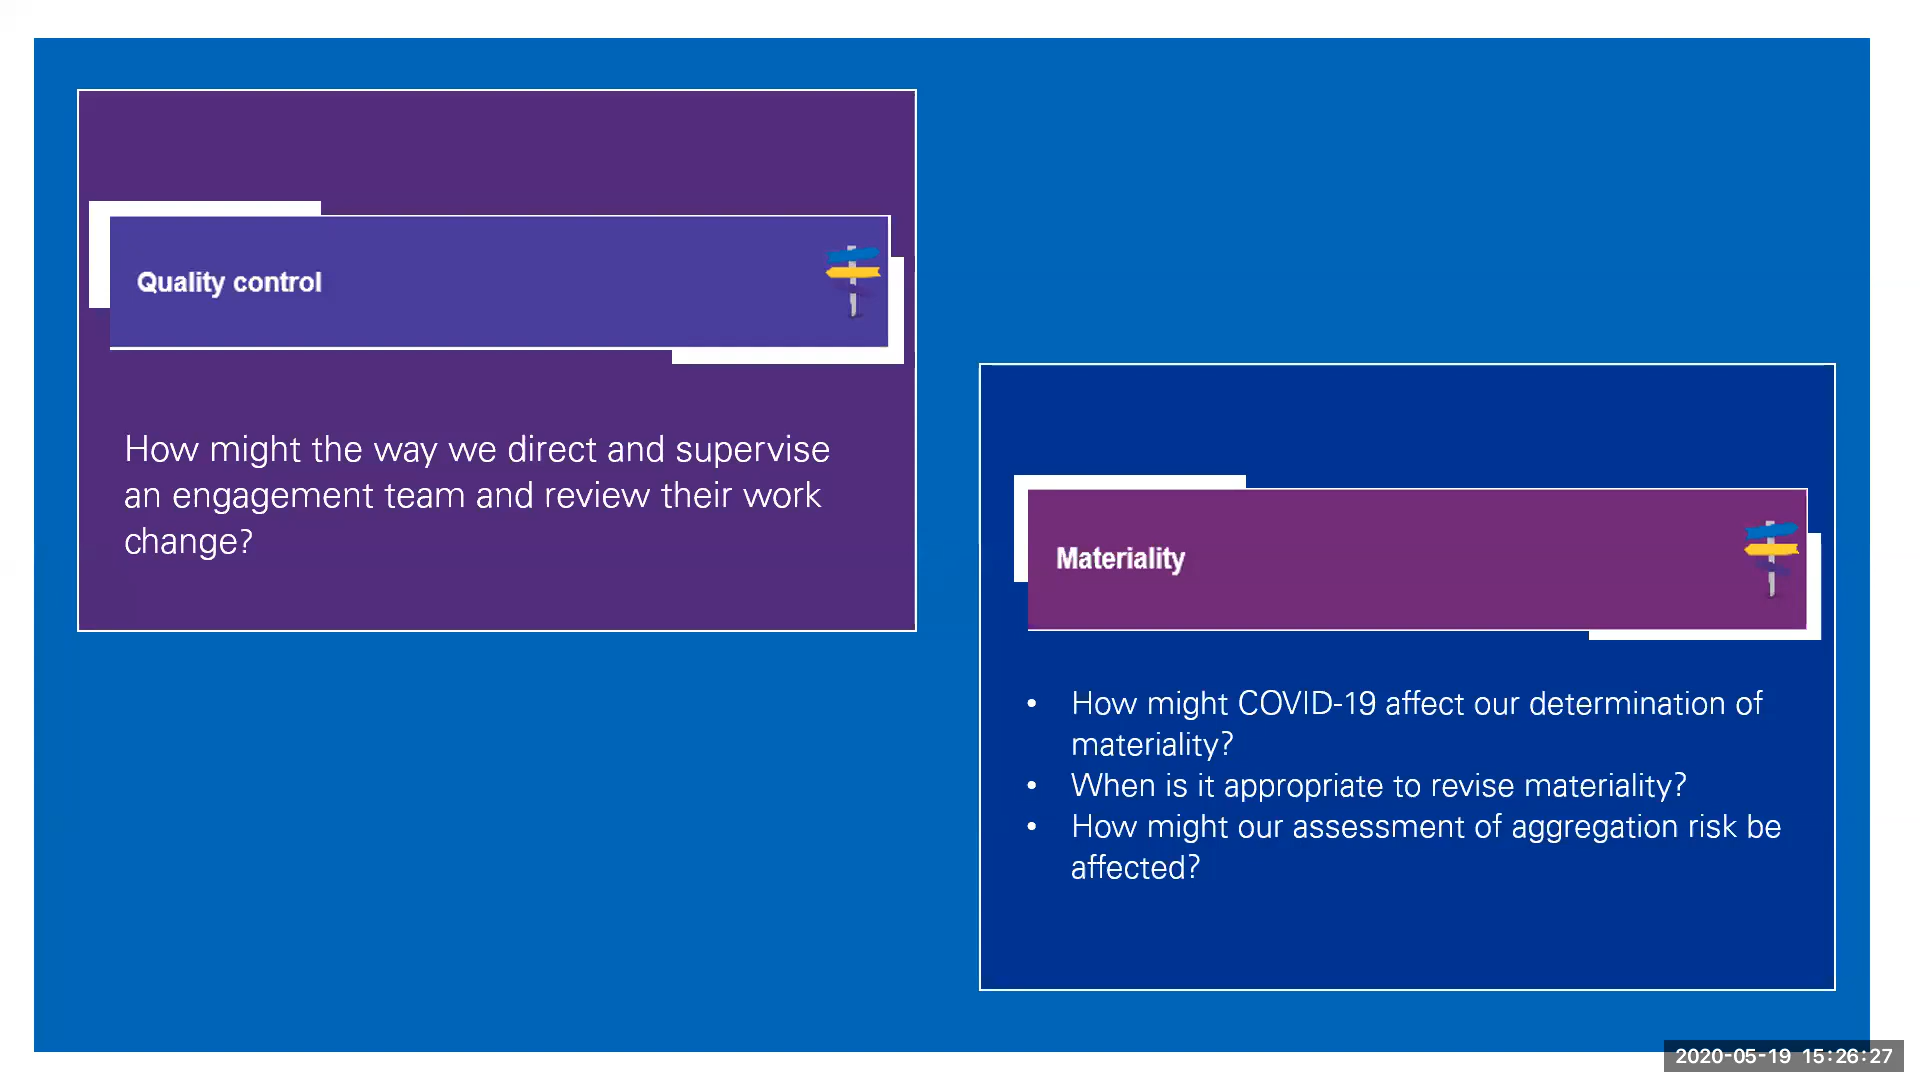 Quality control
How might the way we direct and supervise
an engagement team and review their work
change?
Materiality
• How might COVID-19 affect our determination of
materiality?
• When is it appropriate to revise materiality?
• How might our assessment of aggregation risk be
affected?
2020-05-19 15:26:27